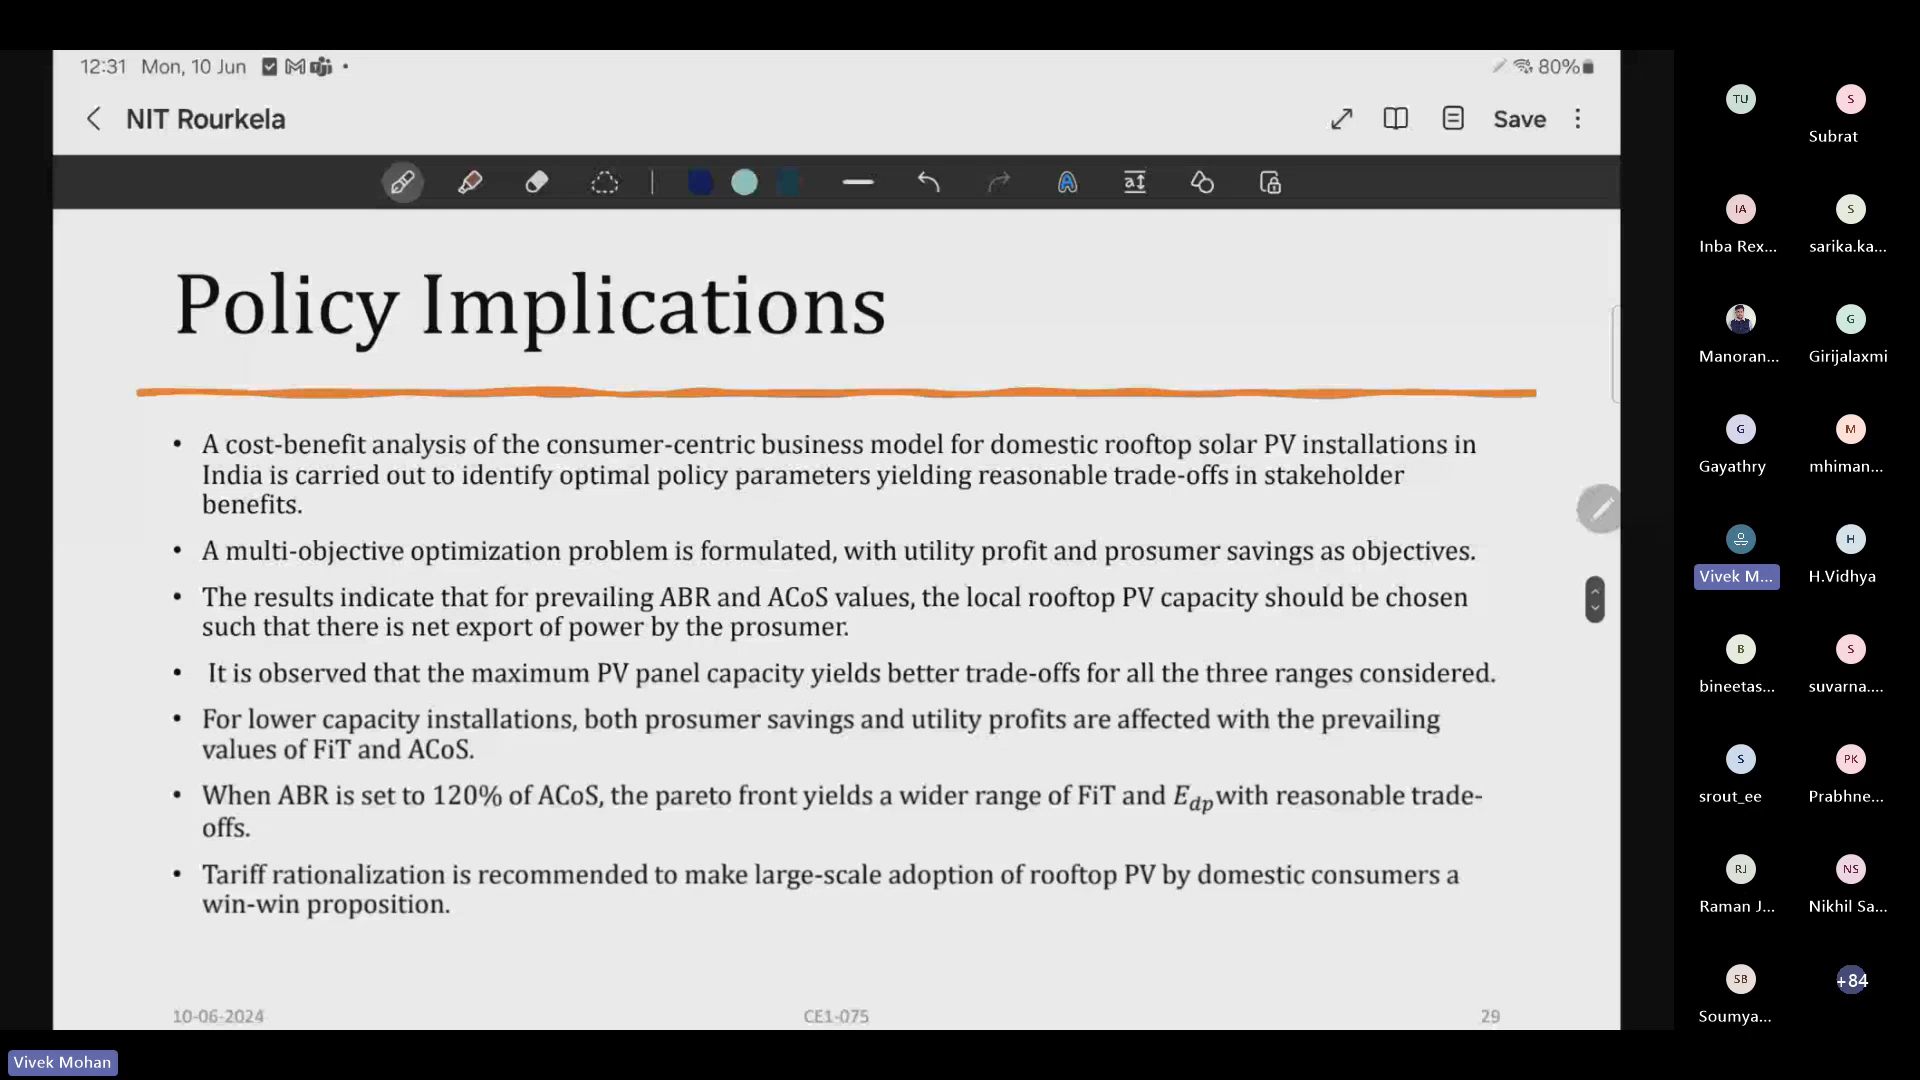 12:31 Mon, 10 Jun
80%
NIT Rourkela
Save
Policy Implications
• A cost-benefit analysis of the consumer-centric business model for domestic rooftop solar PV installations in
India is carried out to identify optimal policy parameters yielding reasonable trade-offs in stakeholder
benefits.
• A multi-objective optimization problem is formulated, with utility profit and prosumer savings as objectives.
• The results indicate that for prevailing ABR and ACoS values, the local rooftop PV capacity should be chosen
such that there is net export of power by the prosumer.
• It is observed that the maximum PV panel capacity yields better trade-offs for all the three ranges considered.
• For lower capacity installations, both prosumer savings and utility profits are affected with the prevailing
values of FiT and ACoS.
• When ABR is set to 120% of ACoS, the pareto front yields a wider range of FiT and E_dp with reasonable trade-
offs.
• Tariff rationalization is recommended to make large-scale adoption of rooftop PV by domestic consumers a
win-win proposition.
10-06-2024 CE1-075 29
TU S
Subrat
IA S
Inba Rex... sarika.ka...
G
Manoran... Girijalaxmi
G M
Gayathry mhiman...
H
Vivek M... H.Vidhya
B S
bineetas... suvarna....
S PK
srout_ee Prabhne...
RJ NS
Raman J... Nikhil Sa...
SB +84
Soumya...
Vivek Mohan